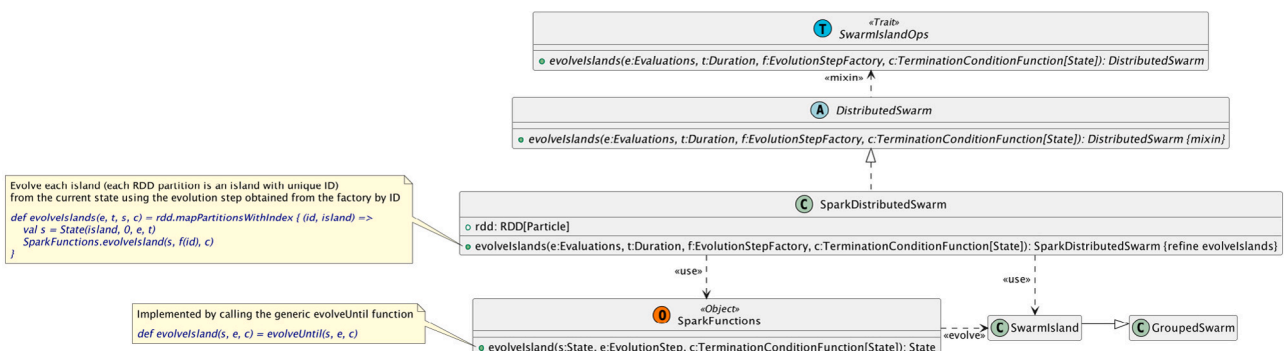 «Trait»
T
SwarmIslandOps
evolveIslands(e:Evaluations, t:Duration, f:EvolutionStepFactory, c:TerminationConditionFunction[State]): DistributedSwarm
«mixin»
A DistributedSwarm
evolveIslands(e:Evaluations, t:Duration, f:EvolutionStepFactory, c:TerminationConditionFunction[State]): DistributedSwarm {mixin}
Evolve each island (each RDD partition is an island with unique ID)
from the current state using the evolution step obtained from the factory by ID
def evolveIslands(e, t, s, c) = rdd.mapPartitionsWithIndex { (id, island) =>
val s = State(island, 0, e, t)
SparkFunctions.evolveIsland(s, f(id), c)
}
C SparkDistributedSwarm
rdd: RDD[Particle]
evolveIslands(e:Evaluations, t:Duration, f:EvolutionStepFactory, c:TerminationConditionFunction[State]): SparkDistributedSwarm {refine evolveIslands}
«use»
«use»
Implemented by calling the generic evolveUntil function
def evolveIsland(s, e, c) = evolveUntil(s, e, c)
«Object»
O
SparkFunctions
evolveIsland(s:State, e:EvolutionStep, c:TerminationConditionFunction[State]): State
«evolve»
C SwarmIsland
C GroupedSwarm